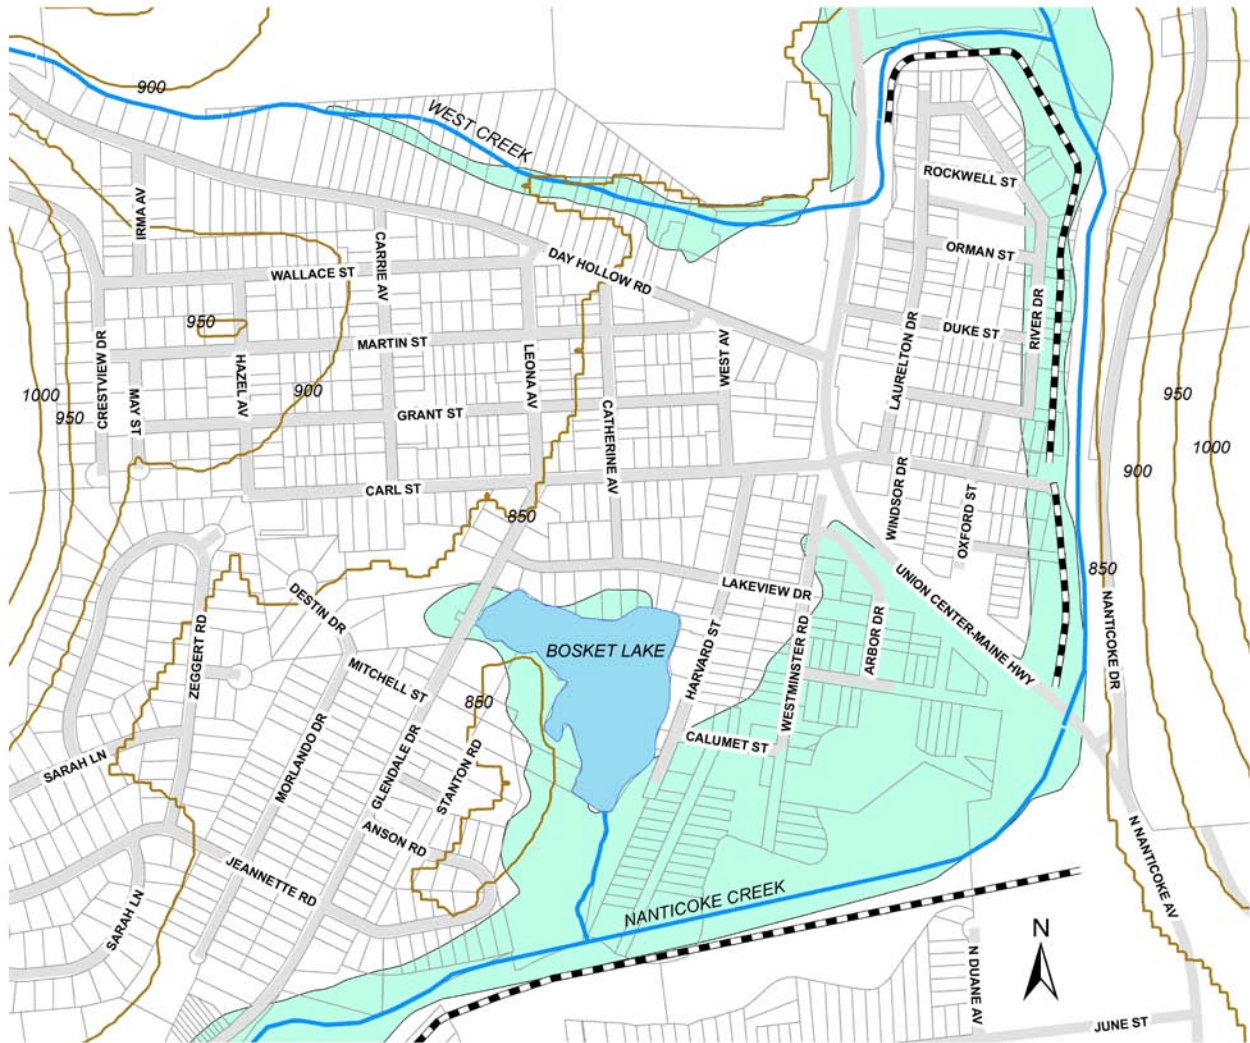 900
WEST CREEK
ROCKWELL ST
IRMA AV
CARRIE AV
ORMAN ST
WALLACE ST
DAY HOLLOW RD
950
RIVER DR
DUKE ST
MARTIN ST
LAURELTON DR
WEST AV
CRESTVIEW DR
MAY ST
HAZEL AV
LEONA AV
1000
950
900
950
GRANT ST
CATHERINE AV
1000
900
CARL ST
WINDSOR DR
OXFORD ST
850
850
LAKEVIEW DR
UNION CENTER-MAINE HWY
NANTICOKE DR
DESTIN DR
ARBOR DR
ZEGGERT RD
BOSKET LAKE
HARVARD ST
WESTMINSTER RD
MITCHELL ST
850
CALUMET ST
SARAH LN
MORLANDO DR
GLENDALE DR
STANTON RD
ANSON RD
N NANTICOKE AV
JEANNETTE RD
NANTICOKE CREEK
SARAH LN
N
N DUANE AV
JUNE ST